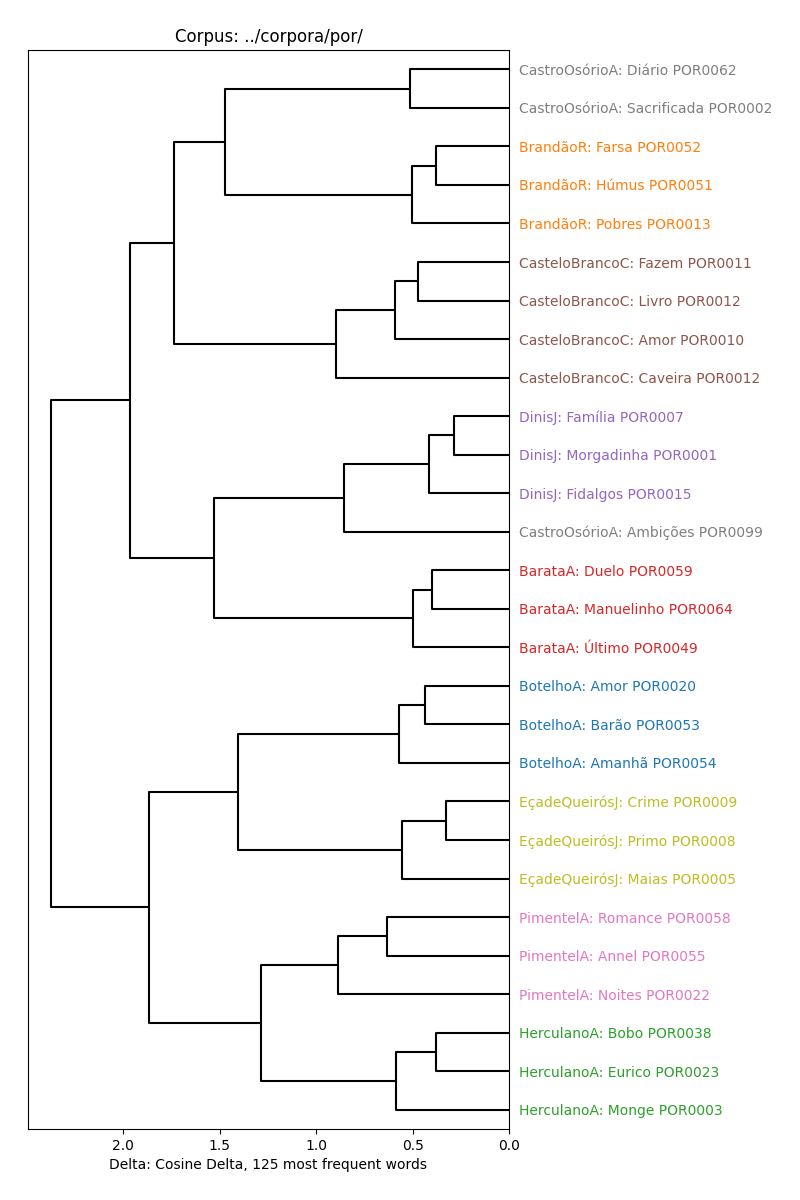 Corpus: ../corpora/por/
CastroOsórioA: Diário POR0062
CastroOsórioA: Sacrificada POR0002
BrandãoR: Farsa POR0052
BrandãoR: Húmus POR0051
BrandãoR: Pobres POR0013
CasteloBrancoC: Fazem POR0011
CasteloBrancoC: Livro POR0012
CasteloBrancoC: Amor POR0010
CasteloBrancoC: Caveira POR0012
DinisJ: Família POR0007
DinisJ: Morgadinha POR0001
DinisJ: Fidalgos POR0015
CastroOsórioA: Ambições POR0099
BarataA: Duelo POR0059
BarataA: Manuelinho POR0064
BarataA: Último POR0049
BotelhoA: Amor POR0020
BotelhoA: Barão POR0053
BotelhoA: Amanhã POR0054
EçadeQueirósJ: Crime POR0009
EçadeQueirósJ: Primo POR0008
EçadeQueirósJ: Maias POR0005
PimentelA: Romance POR0058
PimentelA: Annel POR0055
PimentelA: Noites POR0022
HerculanoA: Bobo POR0038
HerculanoA: Eurico POR0023
HerculanoA: Monge POR0003
2.0 1.5 1.0 0.5 0.0
Delta: Cosine Delta, 125 most frequent words